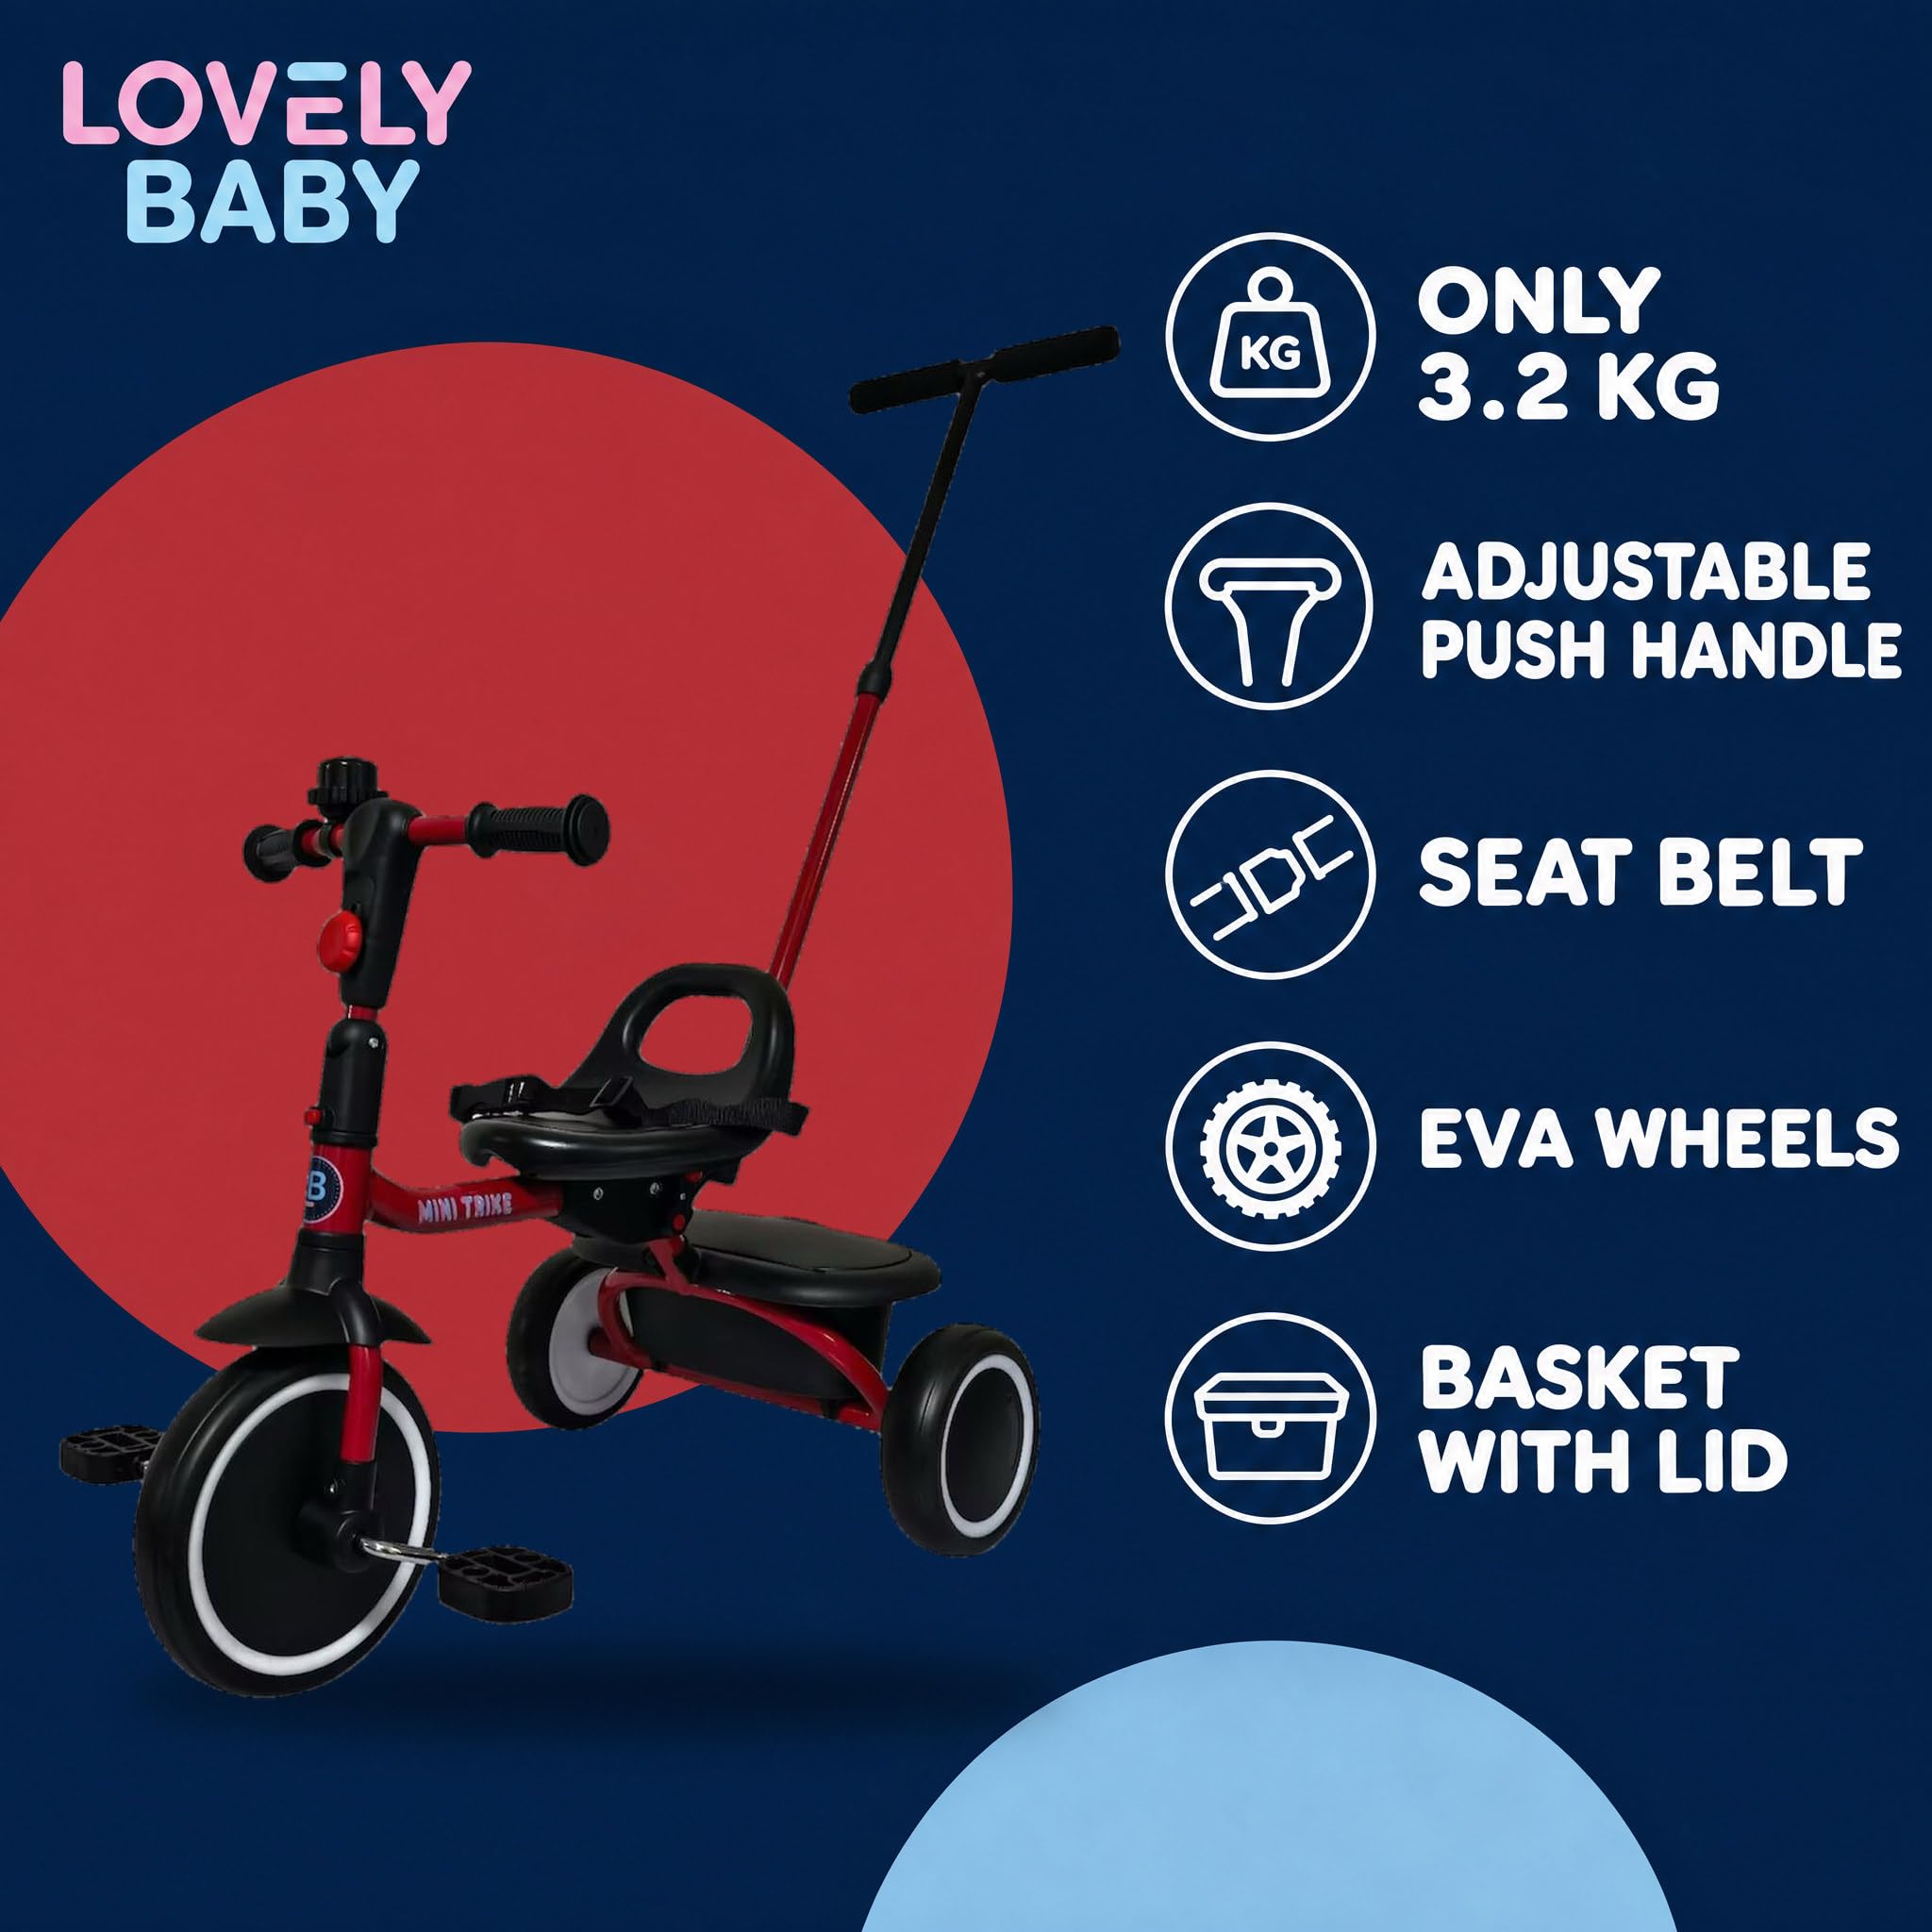 LOVELY
BABY
KG
ONLY
3.2 KG
ADJUSTABLE
PUSH HANDLE
SEAT BELT
EVA WHEELS
BASKET
WITH LID
MINI TRIKE